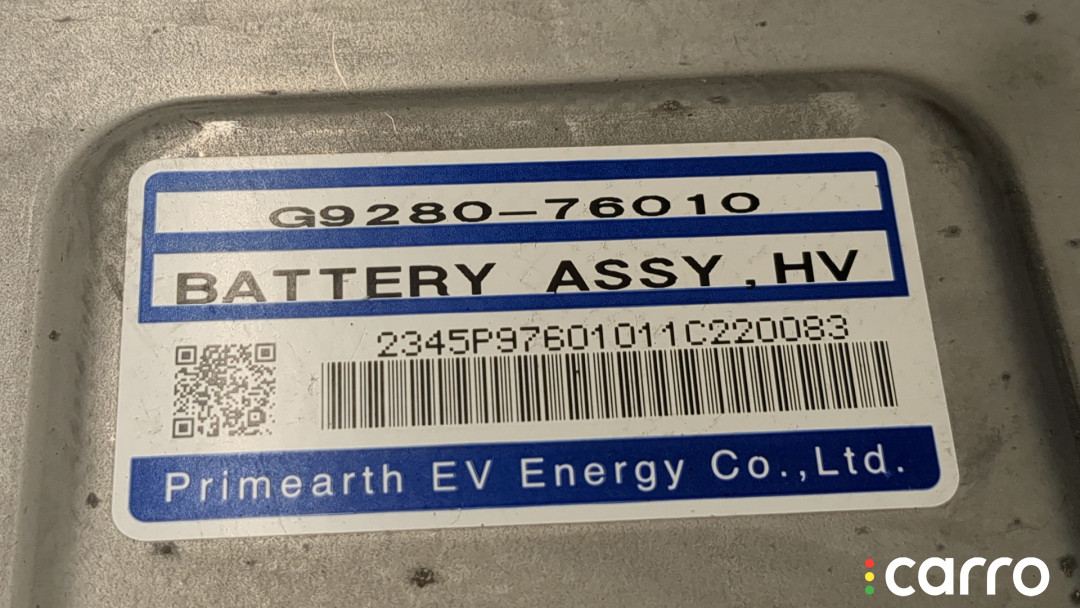 G9280-76010
BATTERY ASSY,HV
2345P97601011C220083
Primearth EV Energy Co.,Ltd.
carro